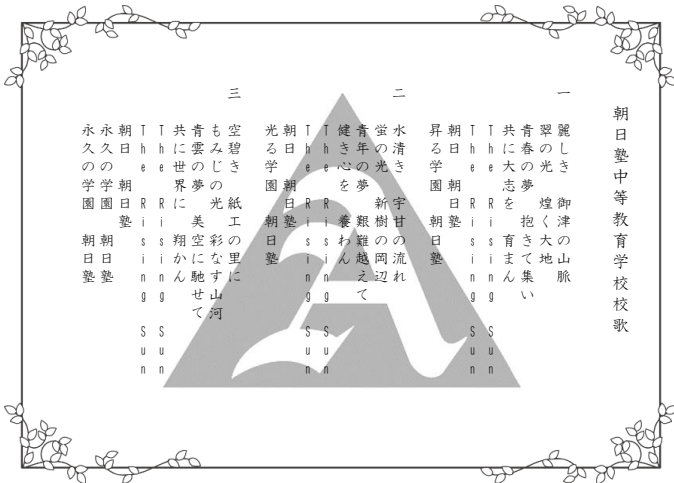 朝日塾中等教育学校校歌
一 麗しき 御津の山脈
翠の光 煌く大地
青春の夢 抱きて集い
共に大志を 育まん
The Rising Sun
The Rising Sun
朝日 朝日塾
昇る学園 朝日塾
二 水清き 宇甘の流れ
蛍の光 新樹の岡辺
青年の夢 艱難越えて
健き心を 養わん
The Rising Sun
The Rising Sun
朝日 朝日塾
光る学園 朝日塾
三 空碧き 紙工の里に
もみじの光 彩なす山河
青雲の夢 美空に馳せて
共に世界に 翔かん
The Rising Sun
The Rising Sun
朝日 朝日塾
永久の学園 朝日塾
永久の学園 朝日塾